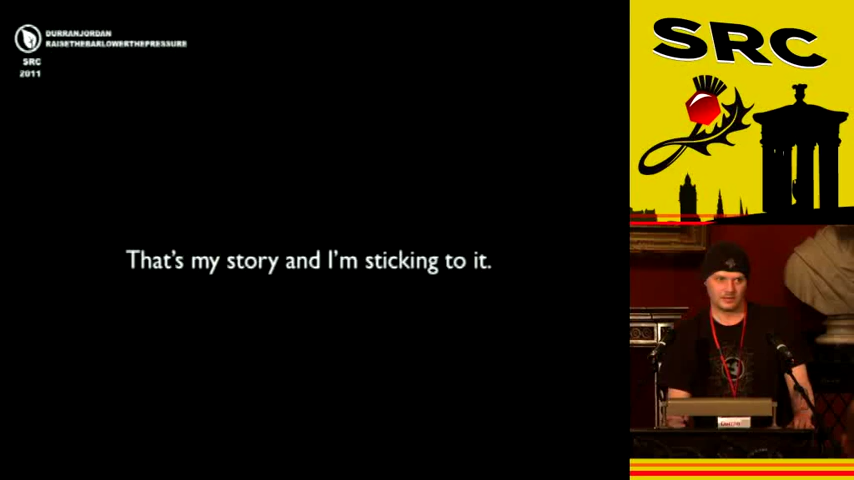 DURRANJORDAN
RAISETHEBARLOWERTHEPRESSURE
SRC
2011
That's my story and I'm sticking to it.
SRC